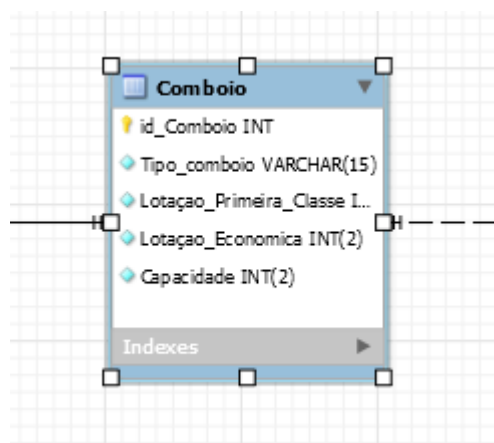 Comboio
id_Comboio INT
Tipo_comboio VARCHAR(15)
Lotaçao_Primeira_Classe I...
Lotaçao_Economica INT(2)
Capacidade INT(2)
Indexes